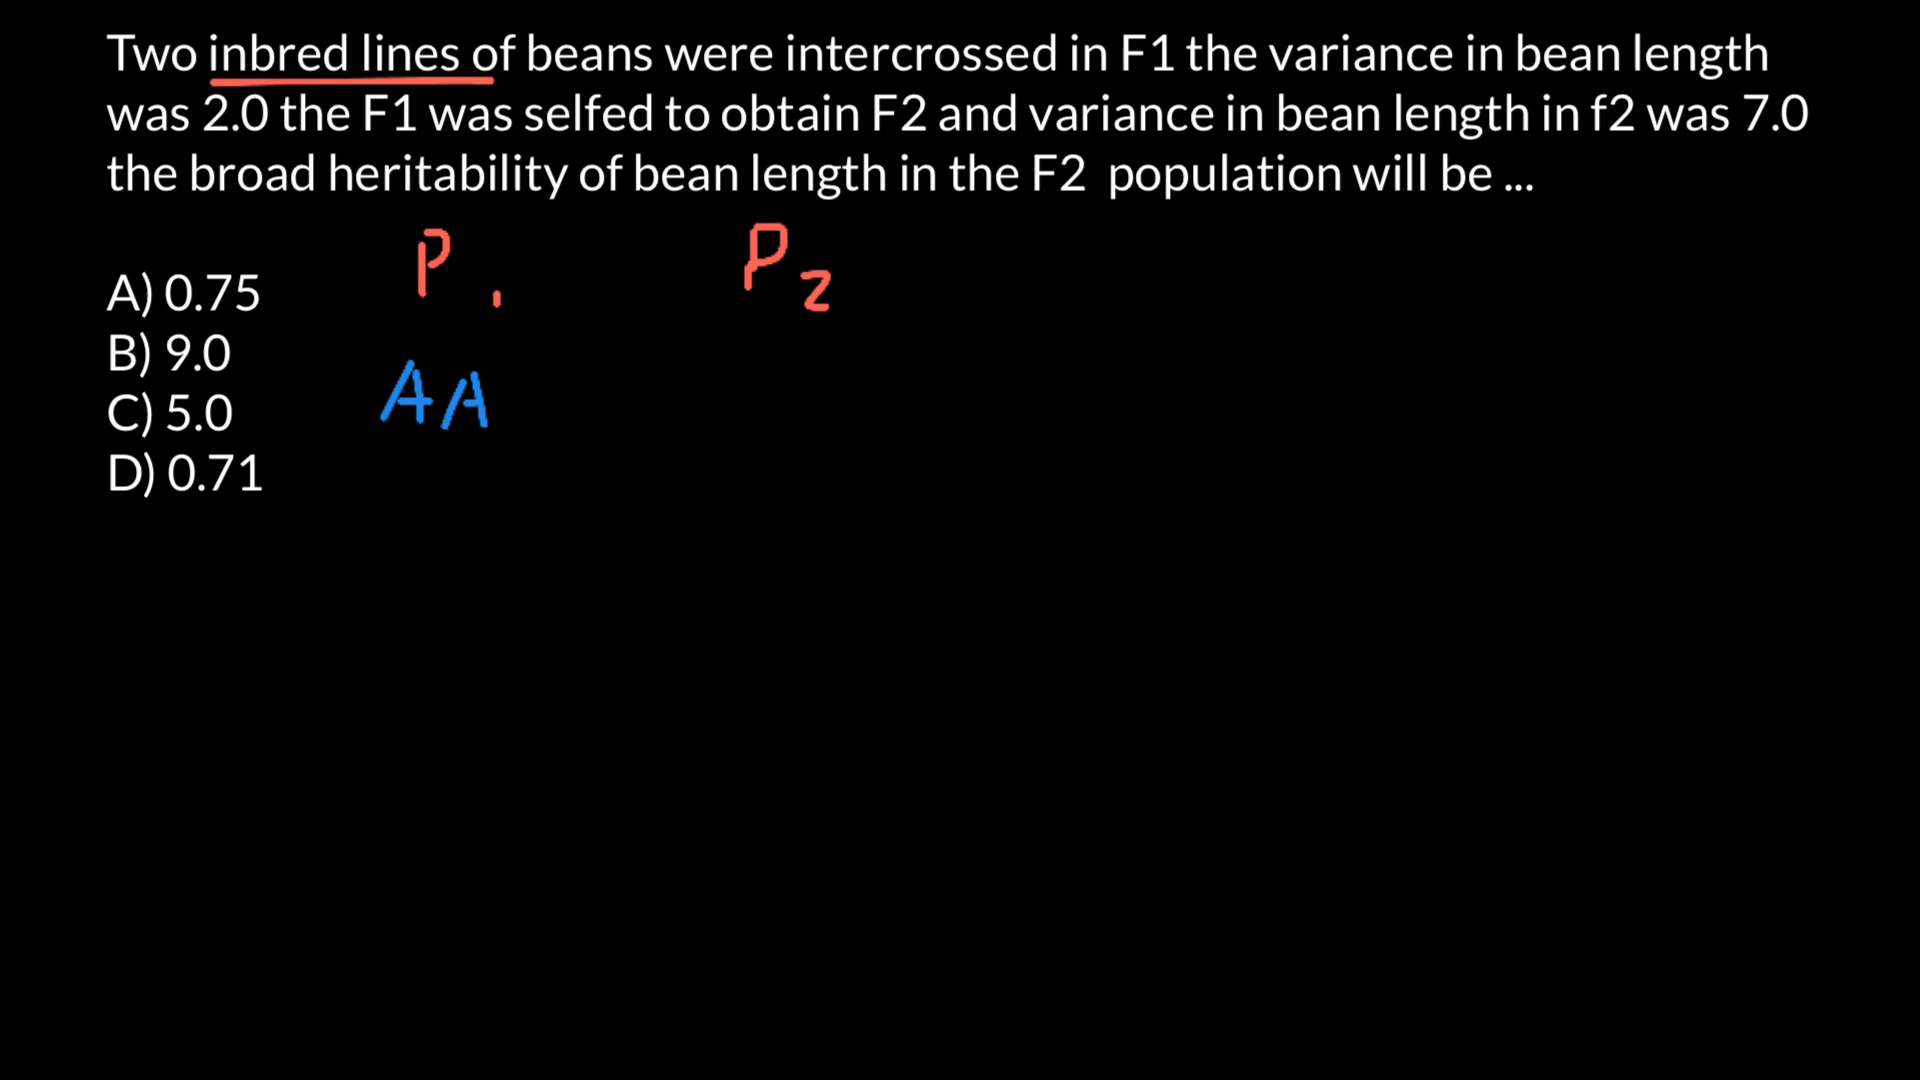 Two inbred lines of beans were intercrossed in F1 the variance in bean length
was 2.0 the F1 was selfed to obtain F2 and variance in bean length in f2 was 7.0
the broad heritability of bean length in the F2 population will be ...
P1 P2
A) 0.75
B) 9.0
AA
C) 5.0
D) 0.71